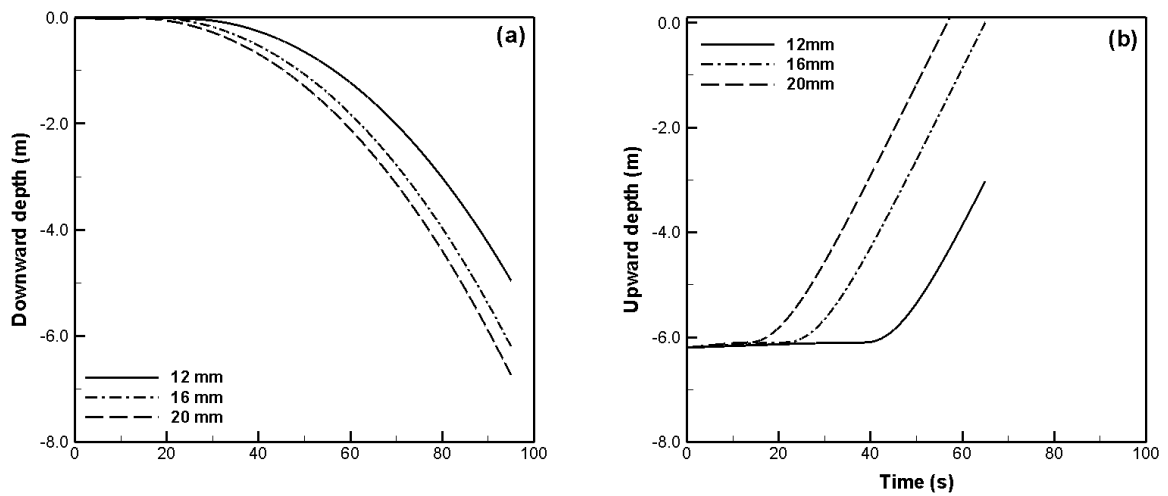 (a)
Downward depth (m)
0.0
-2.0
-4.0
-6.0
-8.0
12 mm
16 mm
20 mm
0 20 40 60 80 100
(b)
Upward depth (m)
0.0
-2.0
-4.0
-6.0
-8.0
12mm
16mm
20mm
0 20 40 60 80 100
Time (s)